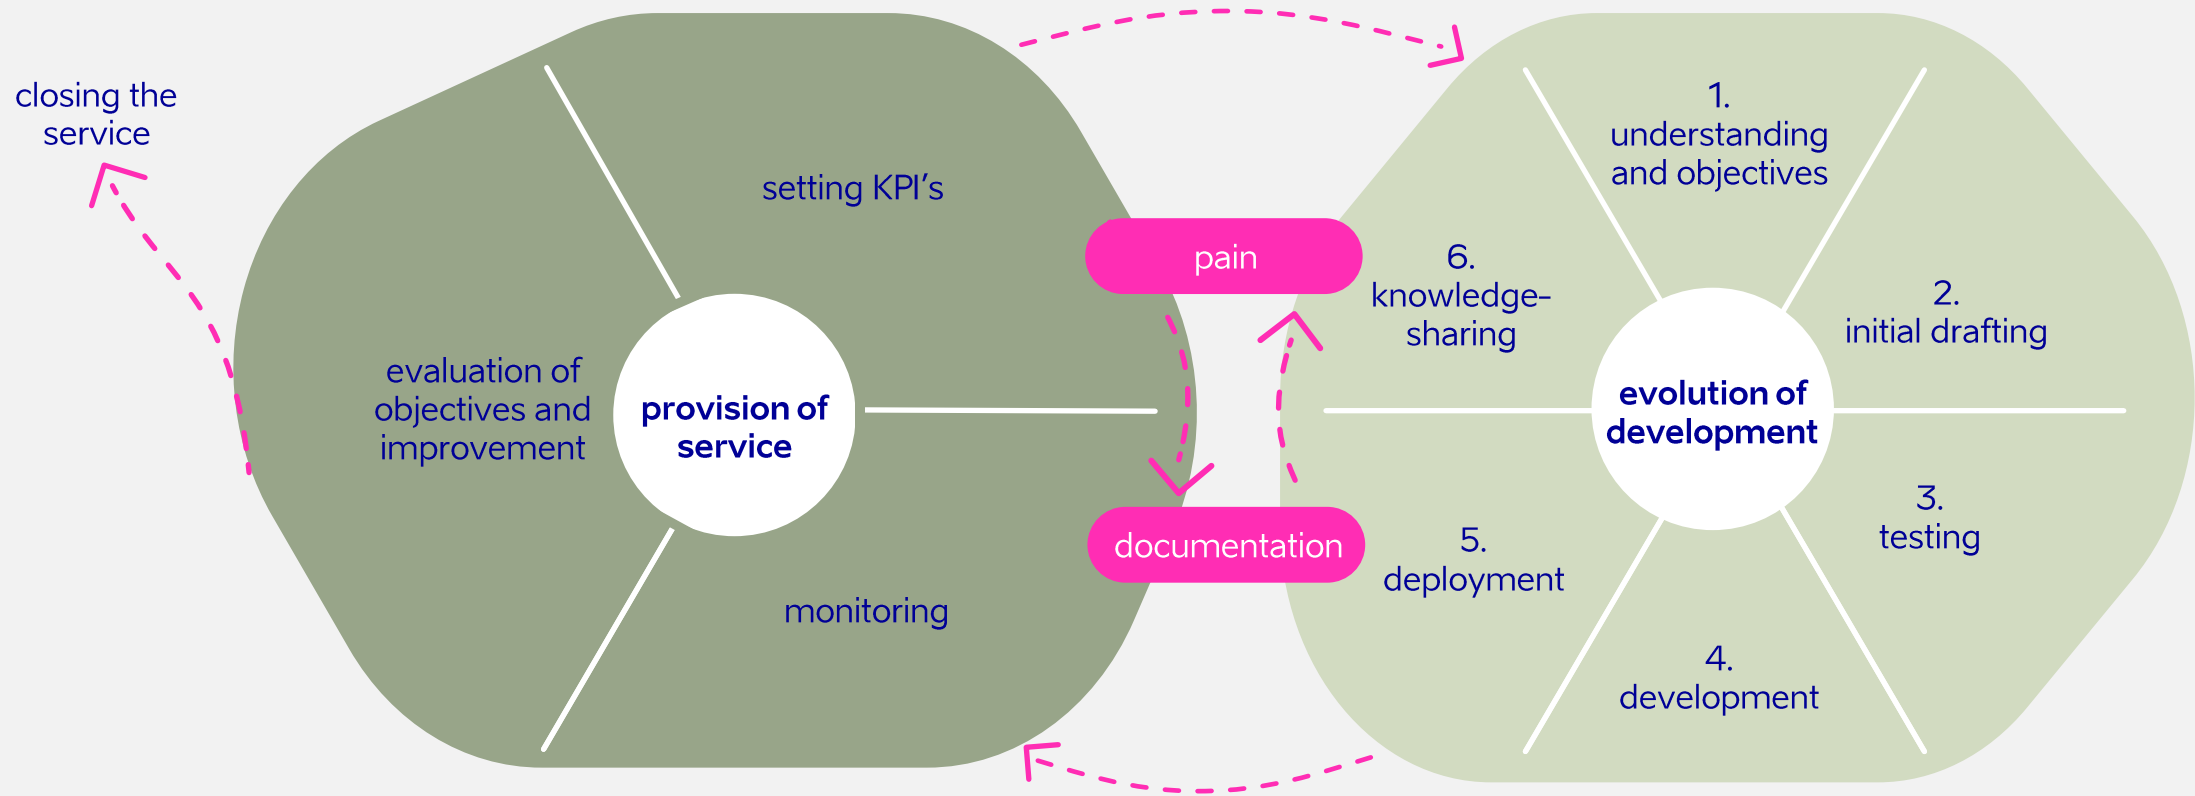 closing the
service
setting KPI’s
evaluation of
objectives and
improvement
provision of
service
monitoring
pain
documentation
1.
understanding
and objectives
2.
initial drafting
3.
testing
4.
development
5.
deployment
6.
knowledge-
sharing
evolution of
development